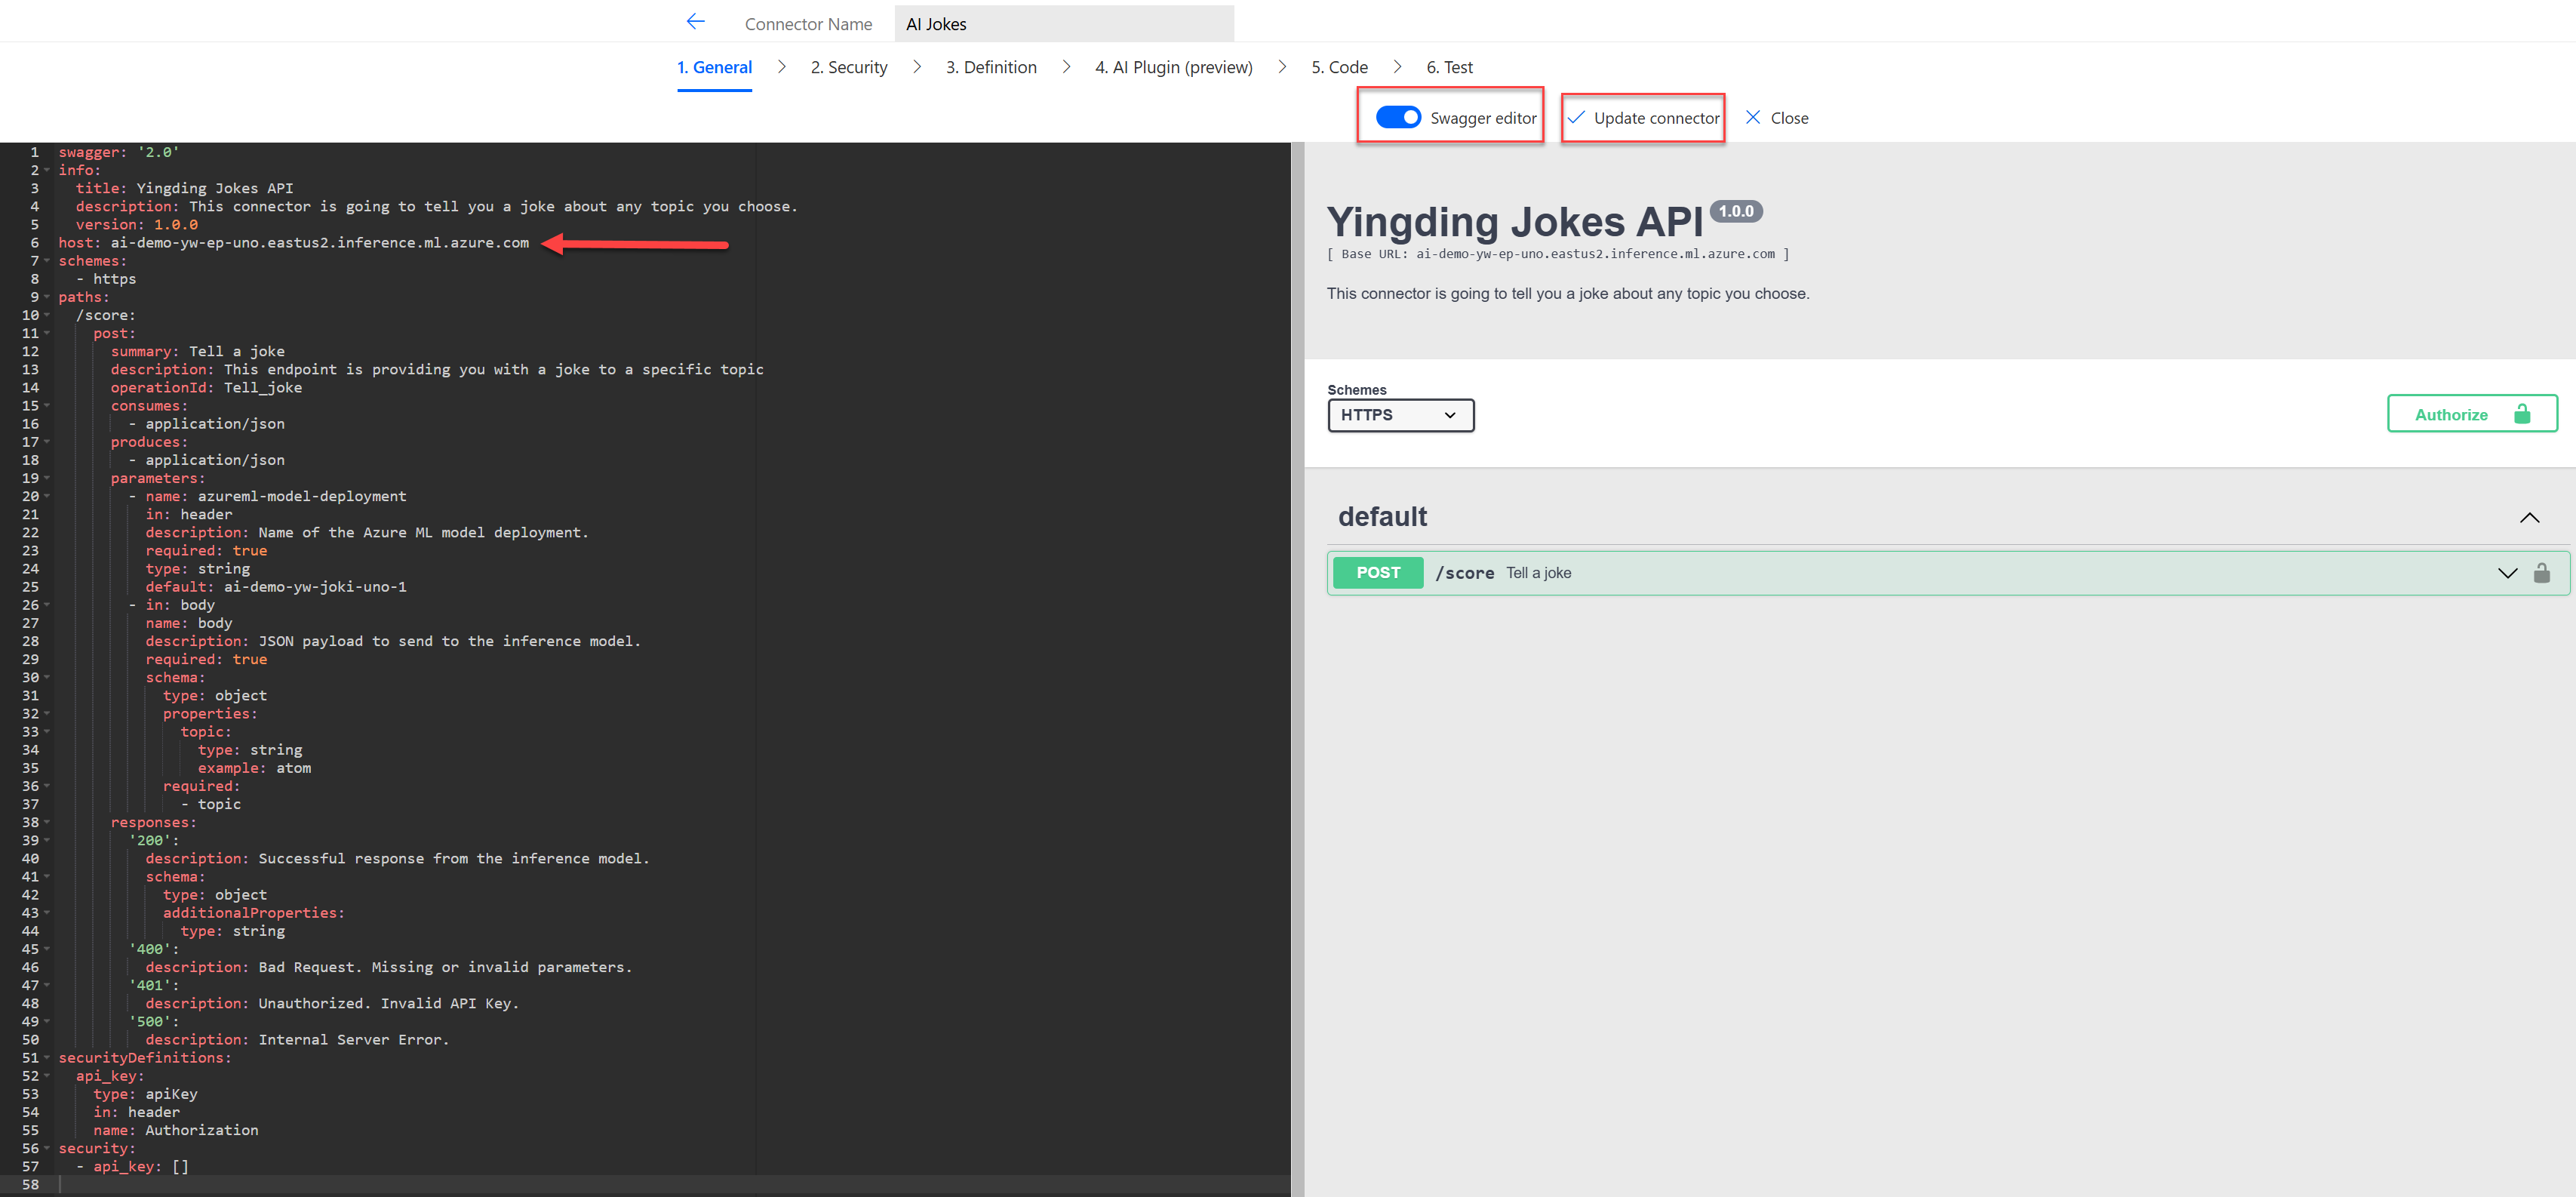 Connector Name AI Jokes
1. General 2. Security 3. Definition 4. AI Plugin (preview) 5. Code 6. Test
Swagger editor Update connector Close
1 swagger: '2.0'
2 info:
3 title: Yingding Jokes API
4 description: This connector is going to tell you a joke about any topic you choose.
5 version: 1.0.0
6 host: ai-demo-yw-ep-uno.eastus2.inference.ml.azure.com
7 schemes:
8 - https
9 paths:
10 /score:
11 post:
12 summary: Tell a joke
13 description: This endpoint is providing you with a joke to a specific topic
14 operationId: Tell_joke
15 consumes:
16 - application/json
17 produces:
18 - application/json
19 parameters:
20 - name: azureml-model-deployment
21 in: header
22 description: Name of the Azure ML model deployment.
23 required: true
24 type: string
25 default: ai-demo-yw-joki-uno-1
26 - in: body
27 name: body
28 description: JSON payload to send to the inference model.
29 required: true
30 schema:
31 type: object
32 properties:
33 topic:
34 type: string
35 example: atom
36 required:
37 - topic
38 responses:
39 '200':
40 description: Successful response from the inference model.
41 schema:
42 type: object
43 additionalProperties:
44 type: string
45 '400':
46 description: Bad Request. Missing or invalid parameters.
47 '401':
48 description: Unauthorized. Invalid API Key.
49 '500':
50 description: Internal Server Error.
51 securityDefinitions:
52 api_key:
53 type: apiKey
54 in: header
55 name: Authorization
56 security:
57 - api_key: []
58
Yingding Jokes API 1.0.0
[ Base URL: ai-demo-yw-ep-uno.eastus2.inference.ml.azure.com ]
This connector is going to tell you a joke about any topic you choose.
Schemes
HTTPS
Authorize
default
POST /score Tell a joke